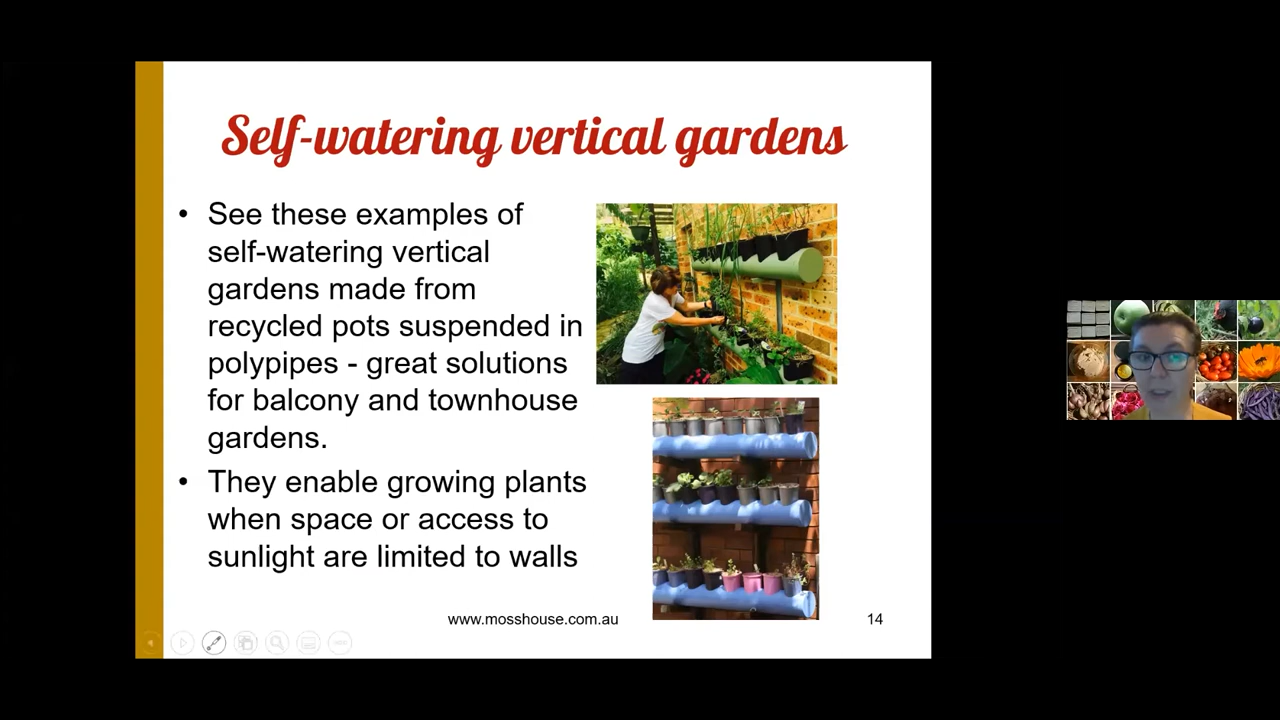 Self-watering vertical gardens
• See these examples of
self-watering vertical
gardens made from
recycled pots suspended in
polypipes - great solutions
for balcony and townhouse
gardens.
• They enable growing plants
when space or access to
sunlight are limited to walls
www.mosshouse.com.au
14